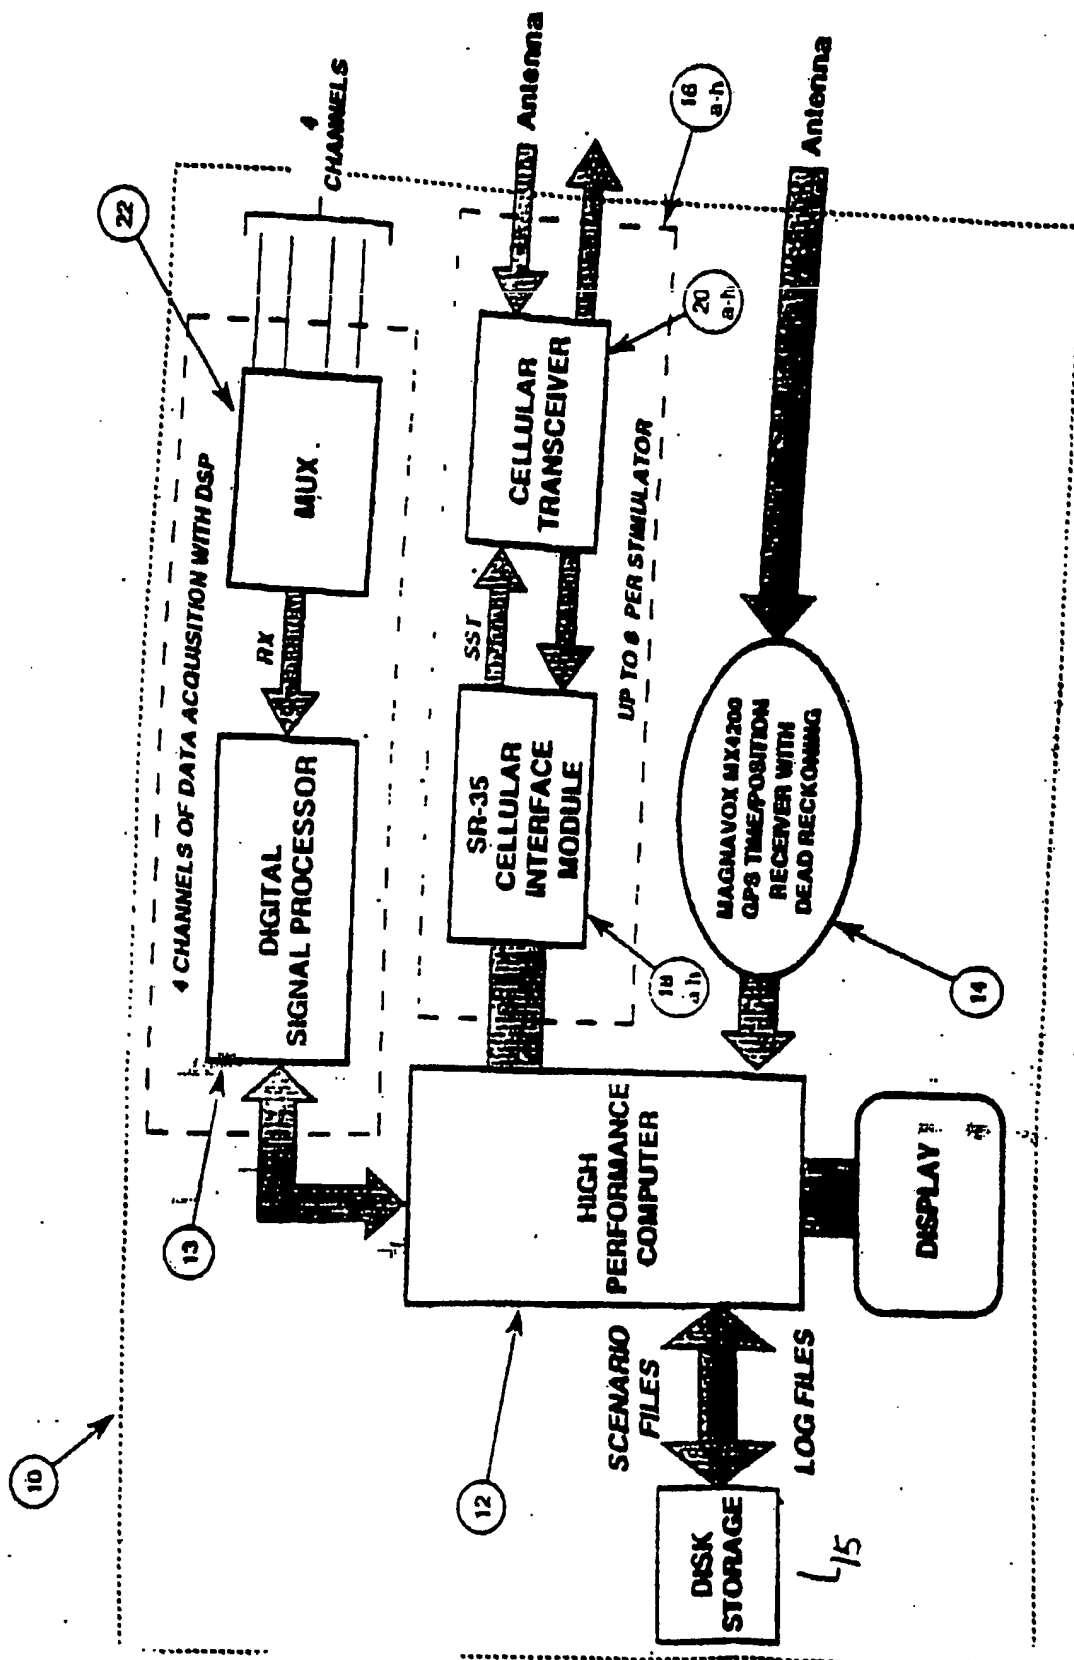 10
4 CHANNELS OF DATA ACQUISITION WITH DSP
22
4
CHANNELS
13
DIGITAL
SIGNAL PROCESSOR
RX
MUX
12
HIGH
PERFORMANCE
COMPUTER
SR-35
CELLULAR
INTERFACE
MODULE
SST
CELLULAR
TRANSCEIVER
Antenna
18
a-h
20
a-h
16
a-h
UP TO 8 PER STIMULATOR
SCENARIO
FILES
LOG FILES
DISK
STORAGE
15
MAGNAVOX MX4200
GPS TIME/POSITION
RECEIVER WITH
DEAD RECKONING
14
Antenna
DISPLAY